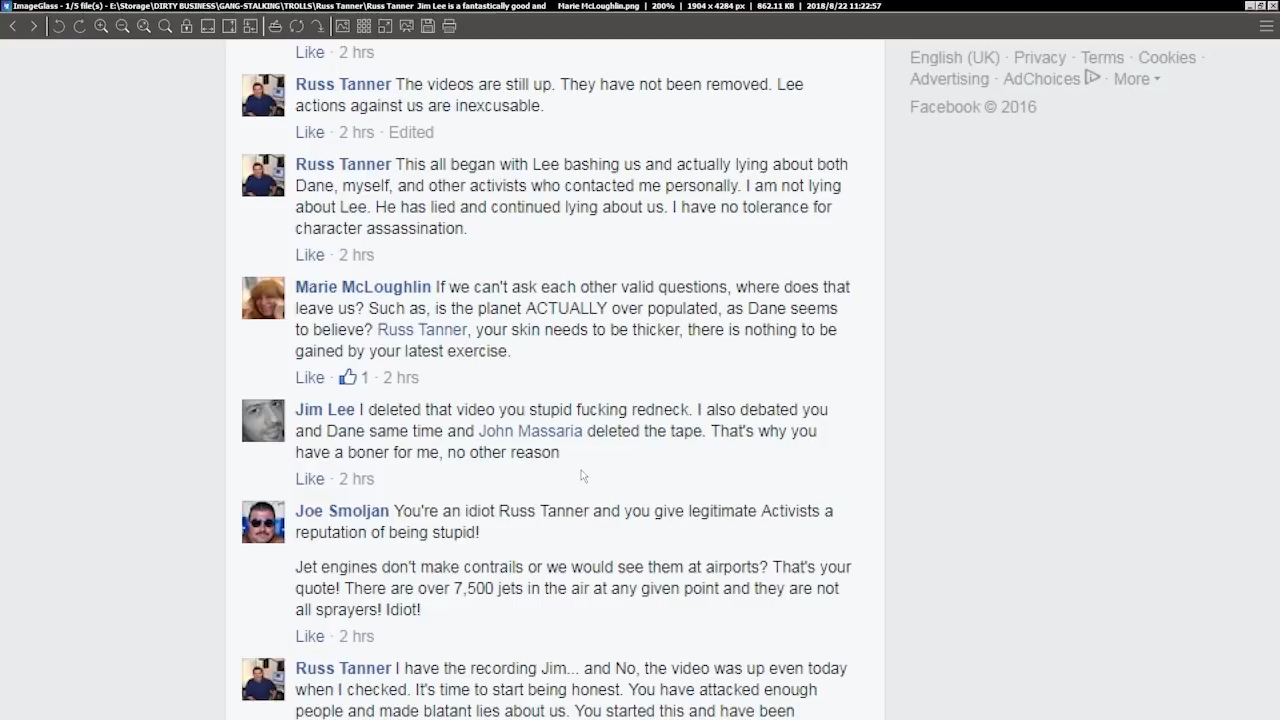 ImageGlass - 1/5 file(s) - E:\Storage\DIRTY BUSINESS\GANG-STALKING\TROLLS\Russ Tanner\Russ Tanner  Jim Lee is a fantastically good and    Marie McLoughlin.png  |  200%  |  1904 x 4284 px  |  862.11 KB  |  2018/8/22 11:22:57
Like · 2 hrs
English (UK) · Privacy · Terms · Cookies ·
Advertising · AdChoices · More
Facebook © 2016
Russ Tanner The videos are still up. They have not been removed. Lee
actions against us are inexcusable.
Like · 2 hrs · Edited
Russ Tanner This all began with Lee bashing us and actually lying about both
Dane, myself, and other activists who contacted me personally. I am not lying
about Lee. He has lied and continued lying about us. I have no tolerance for
character assassination.
Like · 2 hrs
Marie McLoughlin If we can't ask each other valid questions, where does that
leave us? Such as, is the planet ACTUALLY over populated, as Dane seems
to believe? Russ Tanner, your skin needs to be thicker, there is nothing to be
gained by your latest exercise.
Like · 1 · 2 hrs
Jim Lee I deleted that video you stupid fucking redneck. I also debated you
and Dane same time and John Massaria deleted the tape. That's why you
have a boner for me, no other reason
Like · 2 hrs
Joe Smoljan You're an idiot Russ Tanner and you give legitimate Activists a
reputation of being stupid!
Jet engines don't make contrails or we would see them at airports? That's your
quote! There are over 7,500 jets in the air at any given point and they are not
all sprayers! Idiot!
Like · 2 hrs
Russ Tanner I have the recording Jim... and No, the video was up even today
when I checked. It's time to start being honest. You have attacked enough
people and made blatant lies about us. You started this and have been